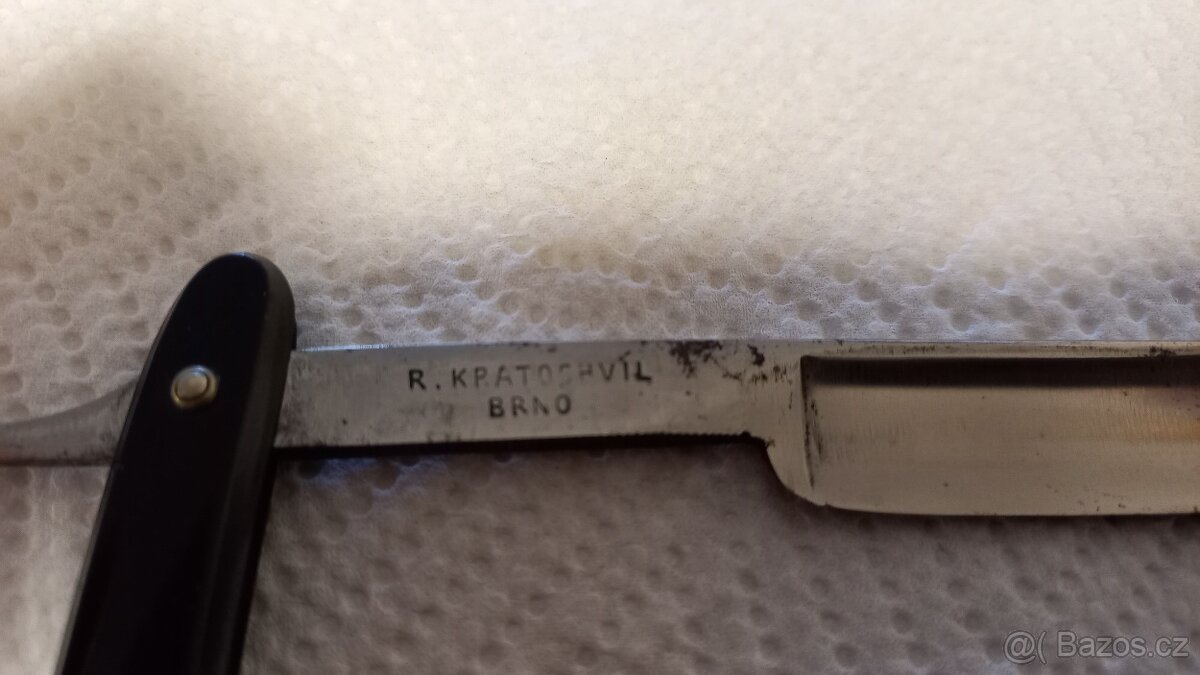 R. KRATOCHVÍL
BRNO
@( Bazos.cz